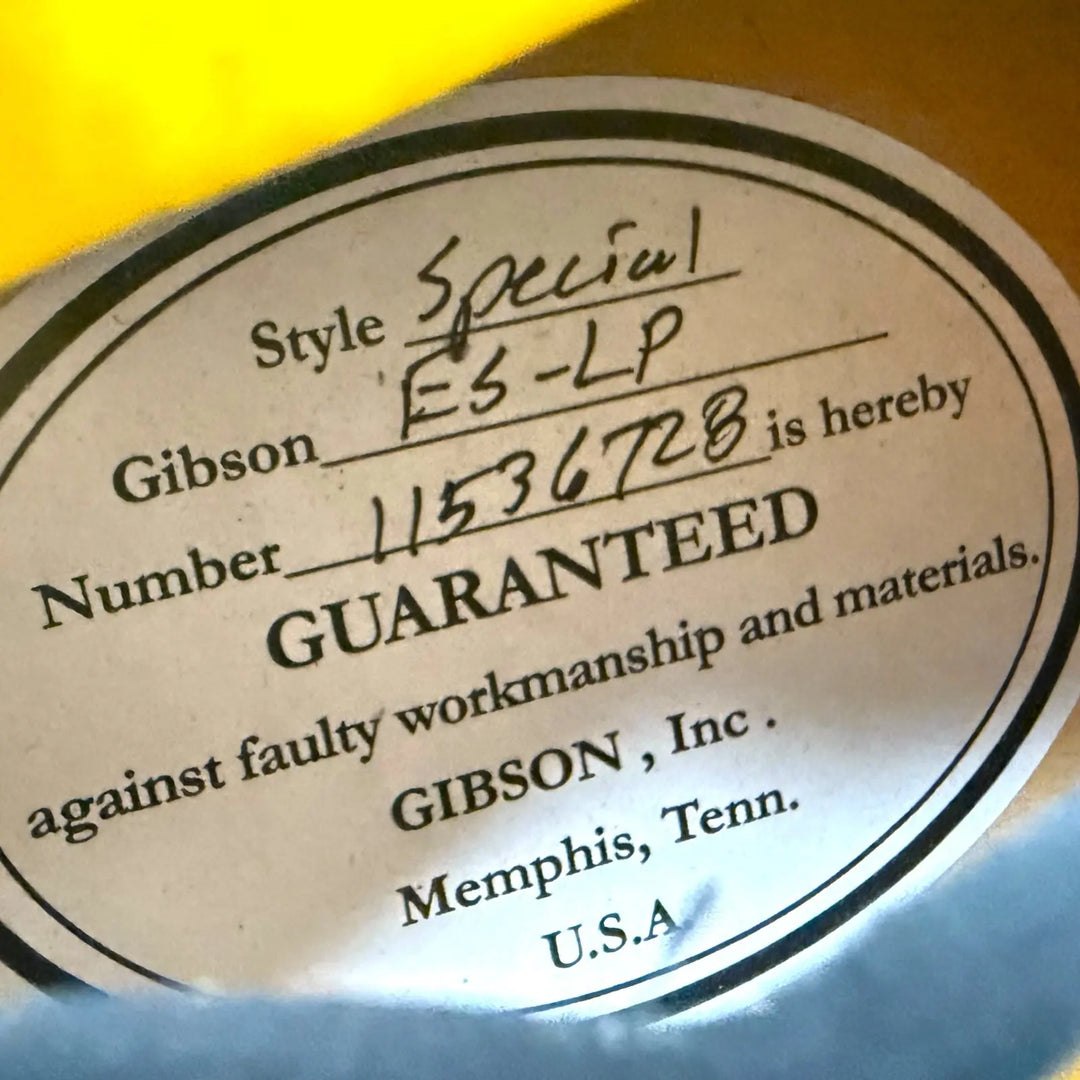 Style Special
Gibson ES-LP
Number 11536728 is hereby
GUARANTEED
against faulty workmanship and materials.
GIBSON , Inc .
Memphis, Tenn.
U.S.A